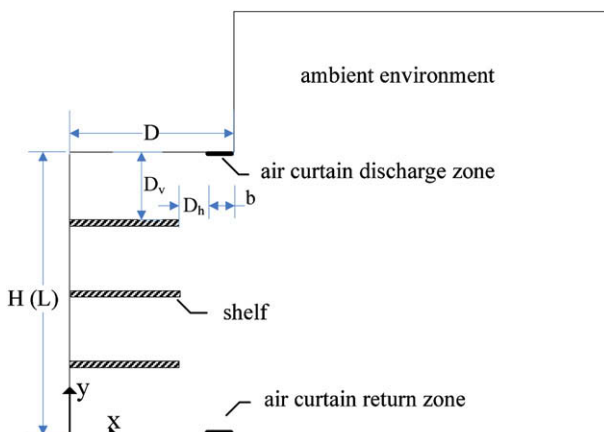 ambient environment
D
air curtain discharge zone
D_v
D_h
b
H (L)
shelf
y
air curtain return zone
x